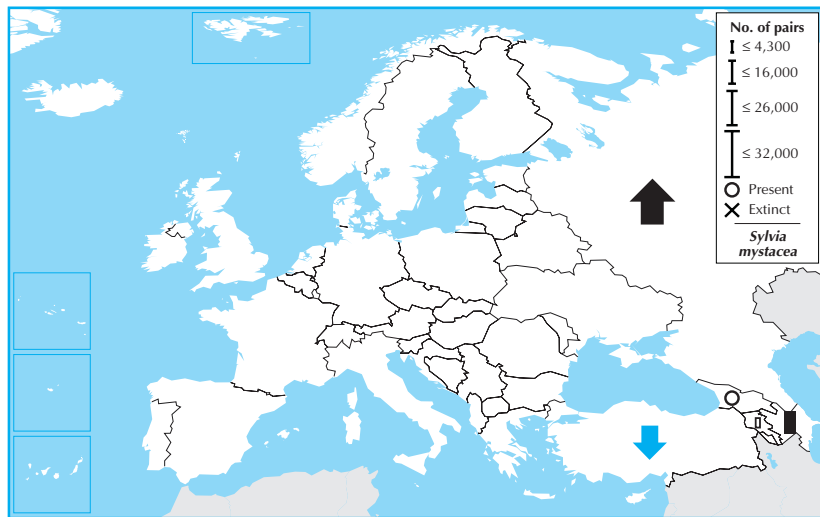 No. of pairs
≤ 4,300
≤ 16,000
≤ 26,000
≤ 32,000
Present
Extinct
Sylvia
mystacea